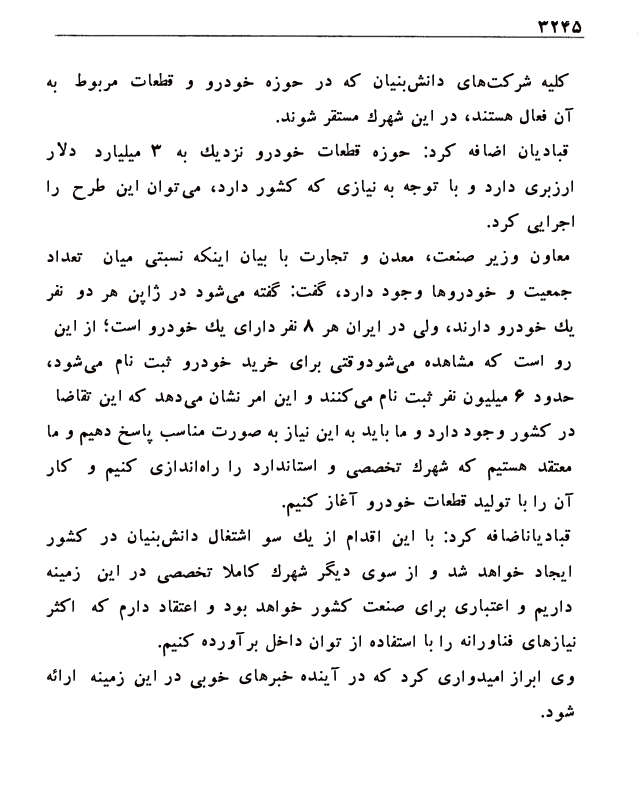 ۳۲۴۵
کلیه شرکت‌های دانش‌بنیان که در حوزه خودرو و قطعات مربوط به
آن فعال هستند، در این شهرك مستقر شوند.
قبادیان اضافه کرد: حوزه قطعات خودرو نزدیك به ۳ میلیارد دلار
ارزبری دارد و با توجه به نیازی که کشور دارد، می‌توان این طرح را
اجرایی کرد.
معاون وزیر صنعت، معدن و تجارت با بیان اینکه نسبتی میان تعداد
جمعیت و خودروها وجود دارد، گفت: گفته می‌شود در ژاپن هر دو نفر
یك خودرو دارند، ولی در ایران هر ۸ نفر دارای یك خودرو است؛ از این
رو است که مشاهده می‌شودوقتی برای خرید خودرو ثبت نام می‌شود،
حدود ۶ میلیون نفر ثبت نام می‌کنند و این امر نشان می‌دهد که این تقاضا
در کشور وجود دارد و ما باید به این نیاز به صورت مناسب پاسخ دهیم و ما
معتقد هستیم که شهرك تخصصی و استاندارد را راه‌اندازی کنیم و کار
آن را با تولید قطعات خودرو آغاز کنیم.
قبادیاناضافه کرد: با این اقدام از یك سو اشتغال دانش‌بنیان در کشور
ایجاد خواهد شد و از سوی دیگر شهرك کاملا تخصصی در این زمینه
داریم و اعتباری برای صنعت کشور خواهد بود و اعتقاد دارم که اکثر
نیازهای فناورانه را با استفاده از توان داخل برآورده کنیم.
وی ابراز امیدواری کرد که در آینده خبرهای خوبی در این زمینه ارائه
شود.